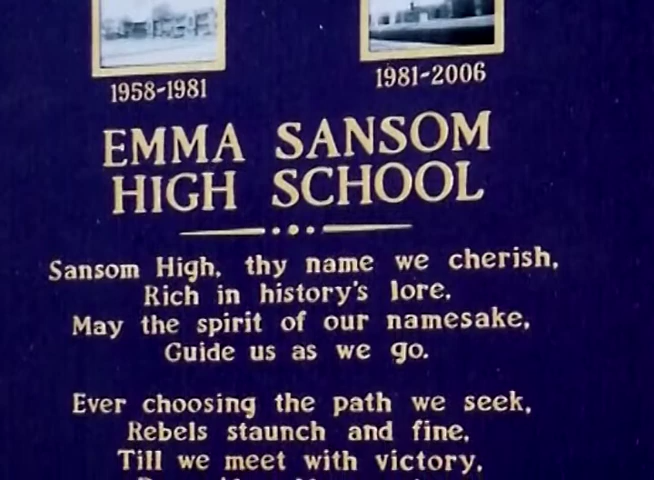 1958-1981
1981-2006
EMMA SANSOM
HIGH SCHOOL
Sansom High, thy name we cherish,
Rich in history's lore,
May the spirit of our namesake,
Guide us as we go.
Ever choosing the path we seek,
Rebels staunch and fine,
Till we meet with victory,